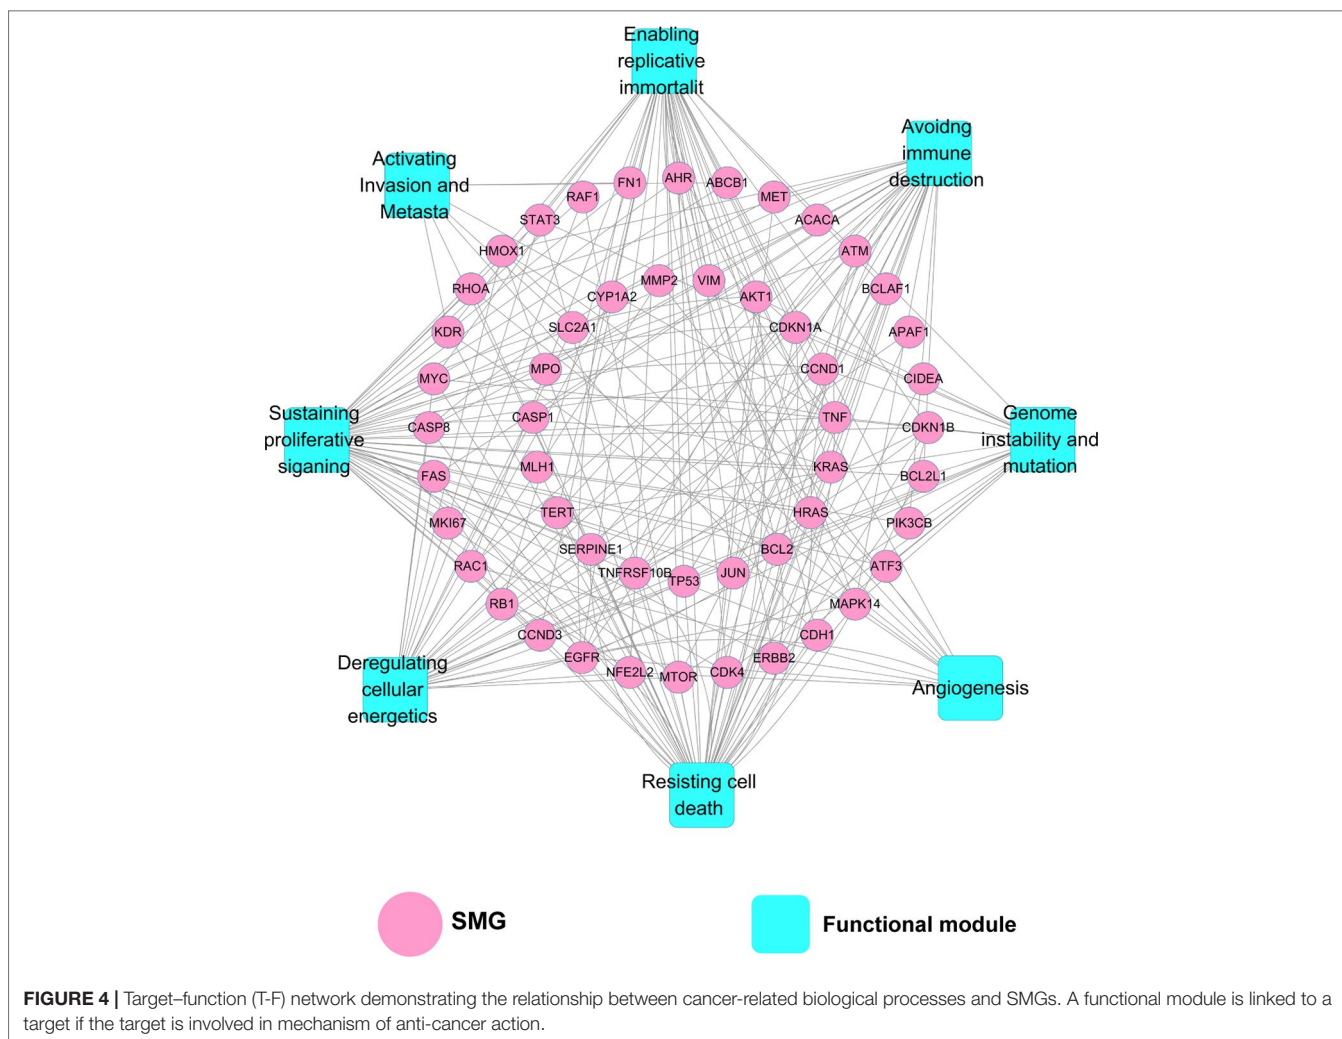 Enabling
replicative
immortalit
Avoidng
immune
destruction
Activating
Invasion and
Metasta
FN1
AHR
ABCB1
RAF1
MET
STAT3
ACACA
HMOX1
ATM
RHOA
MMP2
VIM
BCLAF1
CYP1A2
AKT1
KDR
SLC2A1
CDKN1A
APAF1
MYC
MPO
CCND1
CIDEA
Sustaining
proliferative
siganing
CASP8
CASP1
TNF
CDKN1B
Genome
instability and
mutation
FAS
MLH1
KRAS
BCL2L1
MKI67
TERT
HRAS
PIK3CB
RAC1
SERPINE1
TNFRSF10B
TP53
JUN
BCL2
ATF3
RB1
MAPK14
CCND3
CDH1
EGFR
ERBB2
NFE2L2
MTOR
CDK4
Deregulating
cellular
energetics
Angiogenesis
Resisting cell
death
SMG
Functional module
FIGURE 4 | Target–function (T-F) network demonstrating the relationship between cancer-related biological processes and SMGs. A functional module is linked to a
target if the target is involved in mechanism of anti-cancer action.